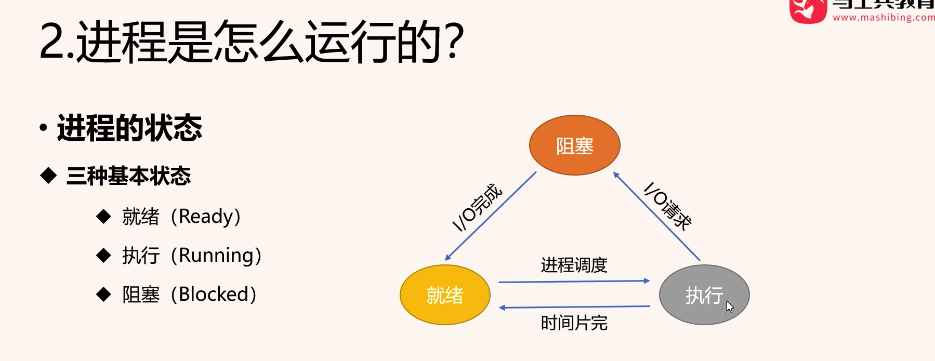 马士兵教育
www.mashibing.com
2.进程是怎么运行的？
• 进程的状态
◆ 三种基本状态
◆ 就绪（Ready）
◆ 执行（Running）
◆ 阻塞（Blocked）
阻塞
I/O完成
I/O请求
进程调度
就绪
执行
时间片完